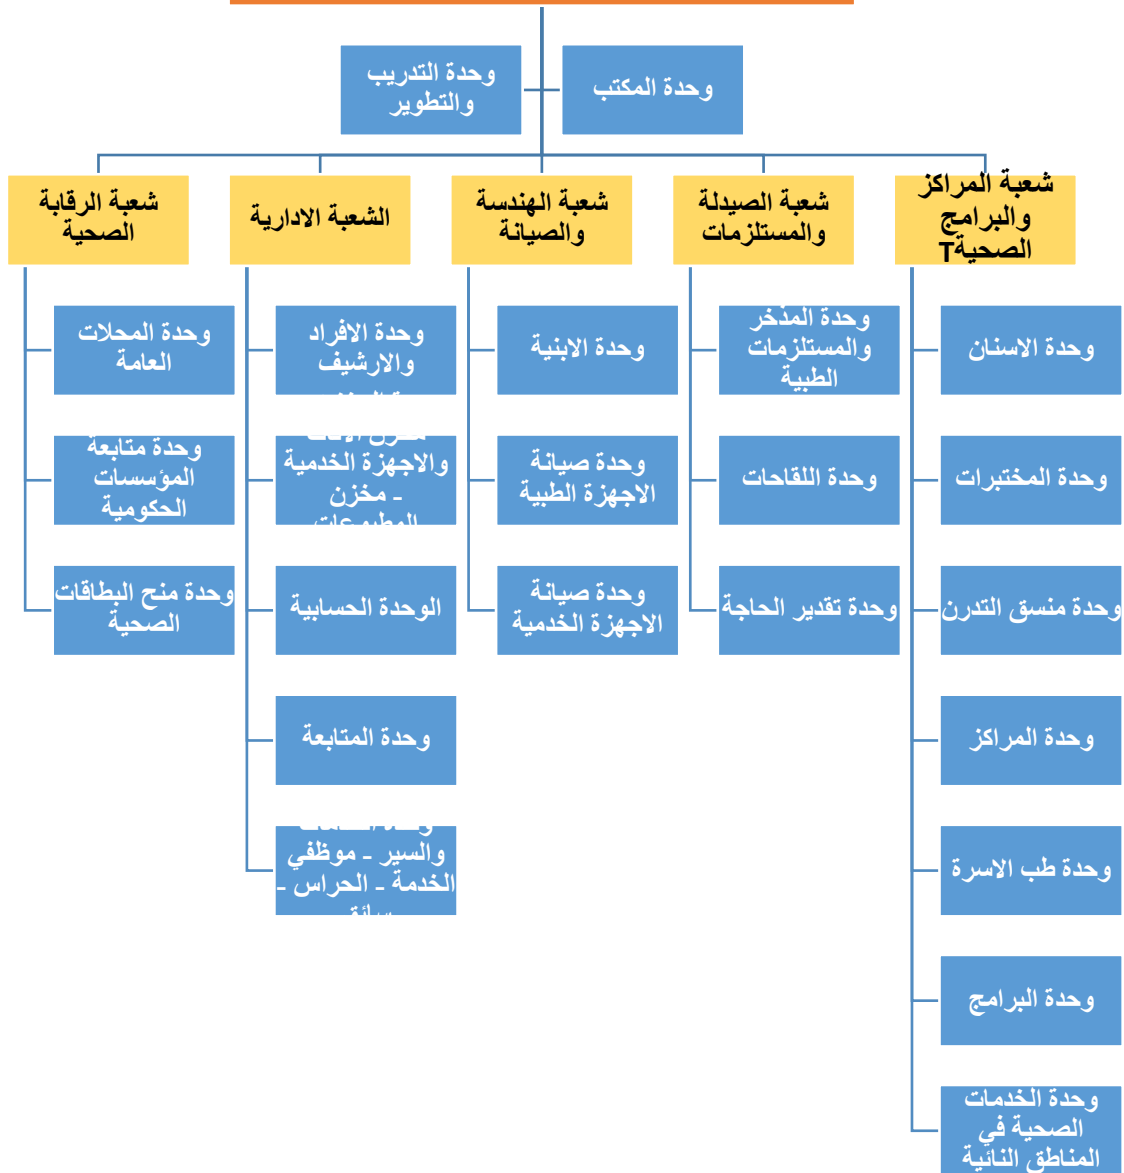 وحدة المكتب
وحدة التدريب
والتطوير
شعبة المراكز
والبرامج
الصحيةT
شعبة الصيدلة
والمستلزمات
شعبة الهندسة
والصيانة
الشعبة الادارية
شعبة الرقابة
الصحية
وحدة الاسنان
وحدة المختبرات
وحدة منسق التدرن
وحدة المراكز
وحدة طب الاسرة
وحدة البرامج
وحدة الخدمات
الصحية في
المناطق النائية
وحدة المذخر
والمستلزمات
الطبية
وحدة اللقاحات
وحدة تقدير الحاجة
وحدة الابنية
وحدة صيانة
الاجهزة الطبية
وحدة صيانة
الاجهزة الخدمية
وحدة الافراد
والارشيف
والاجهزة الخدمية
- مخزن
المطبوعات
الوحدة الحسابية
وحدة المتابعة
والسير - موظفي
الخدمة - الحراس -
وحدة المحلات
العامة
وحدة متابعة
المؤسسات
الحكومية
وحدة منح البطاقات
الصحية